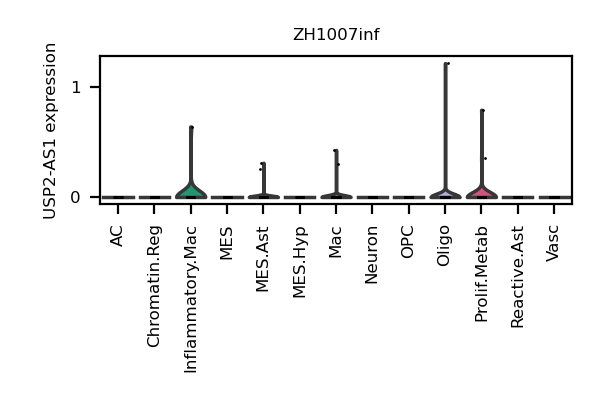 ZH1007inf
USP2-AS1 expression
1
0
AC
Chromatin.Reg
Inflammatory.Mac
MES
MES.Ast
MES.Hyp
Mac
Neuron
OPC
Oligo
Prolif.Metab
Reactive.Ast
Vasc